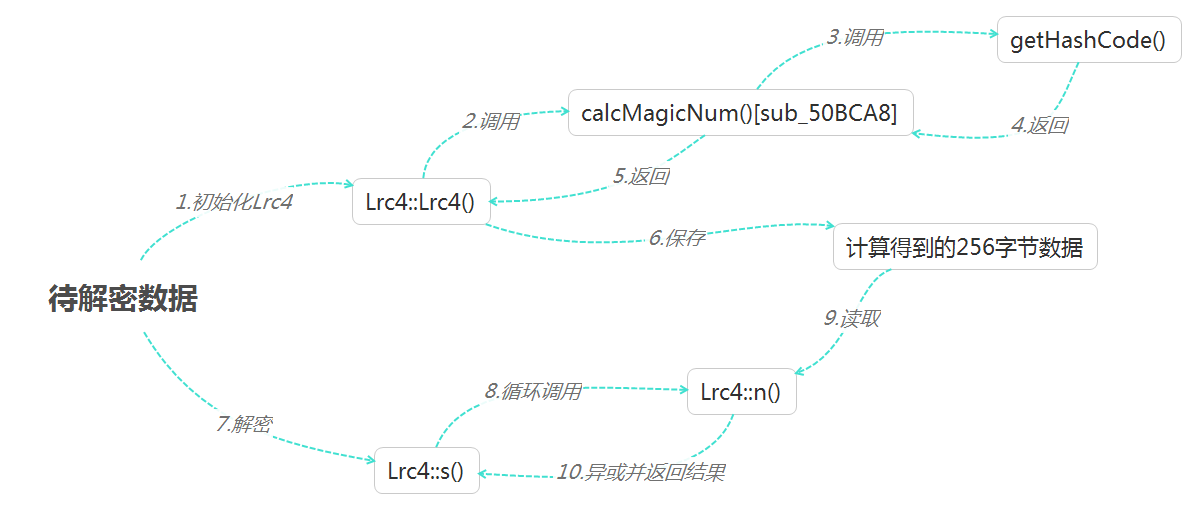 3.调用
getHashCode()
2.调用
calcMagicNum()[sub_50BCA8]
4.返回
5.返回
1.初始化Lrc4
Lrc4::Lrc4()
6.保存
计算得到的256字节数据
待解密数据
9.读取
8.循环调用
Lrc4::n()
7.解密
Lrc4::s()
10.异或并返回结果